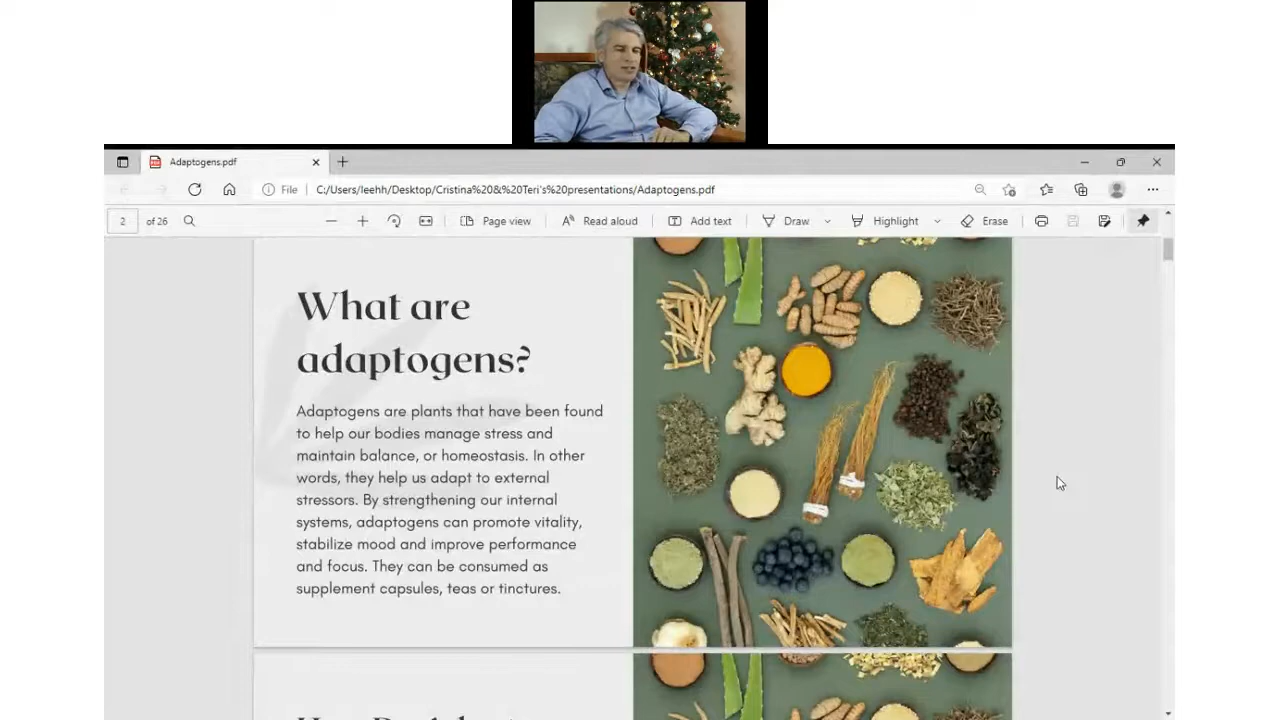 Adaptogens.pdf
File
C:/Users/leehh/Desktop/Cristina%20&%20Teri's%20presentations/Adaptogens.pdf
2 of 26
Page view
Read aloud
Add text
Draw
Highlight
Erase
What are
adaptogens?
Adaptogens are plants that have been found
to help our bodies manage stress and
maintain balance, or homeostasis. In other
words, they help us adapt to external
stressors. By strengthening our internal
systems, adaptogens can promote vitality,
stabilize mood and improve performance
and focus. They can be consumed as
supplement capsules, teas or tinctures.